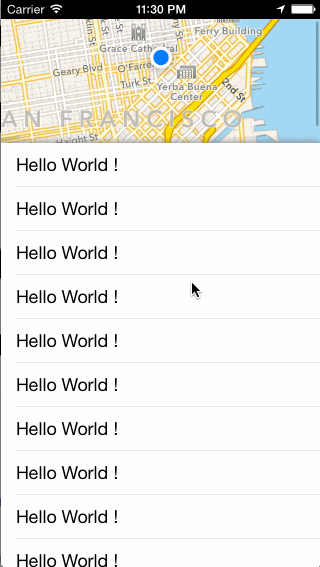 Carrier 11:30 PM
Ferry Building
Grace Cathedral
Geary Blvd
O'Farrell
Turk St
Yerba Buena
Center
2nd St
AN FRANCISCO
Haight St
Hello World !
Hello World !
Hello World !
Hello World !
Hello World !
Hello World !
Hello World !
Hello World !
Hello World !
Hello World !